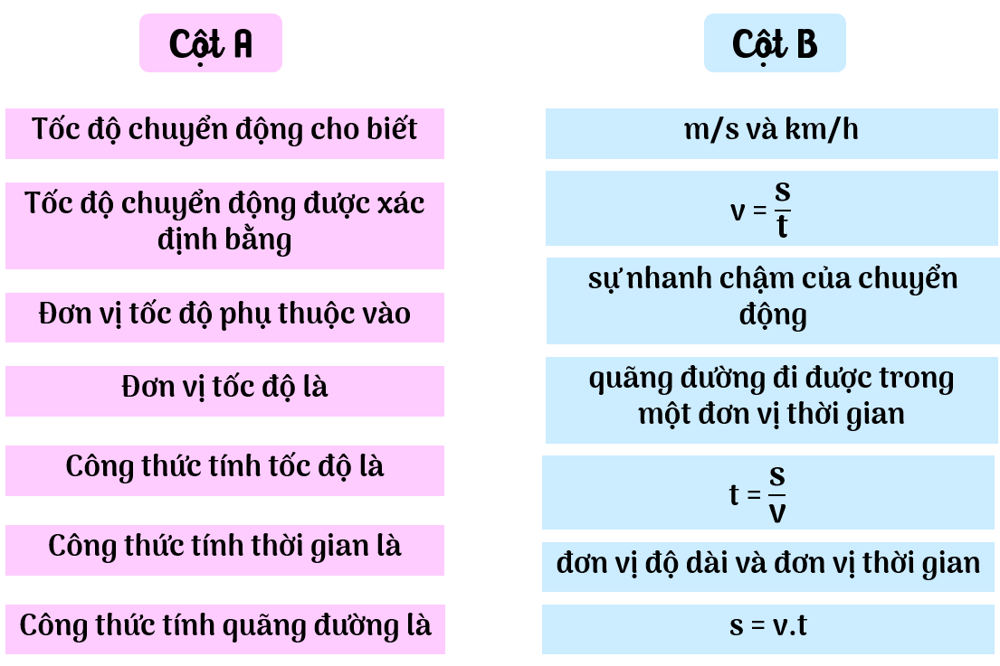 Cột A
Cột B
Tốc độ chuyển động cho biết
Tốc độ chuyển động được xác
định bằng
Đơn vị tốc độ phụ thuộc vào
Đơn vị tốc độ là
Công thức tính tốc độ là
Công thức tính thời gian là
Công thức tính quãng đường là
m/s và km/h
v = s/t
sự nhanh chậm của chuyển
động
quãng đường đi được trong
một đơn vị thời gian
t = s/v
đơn vị độ dài và đơn vị thời gian
s = v.t